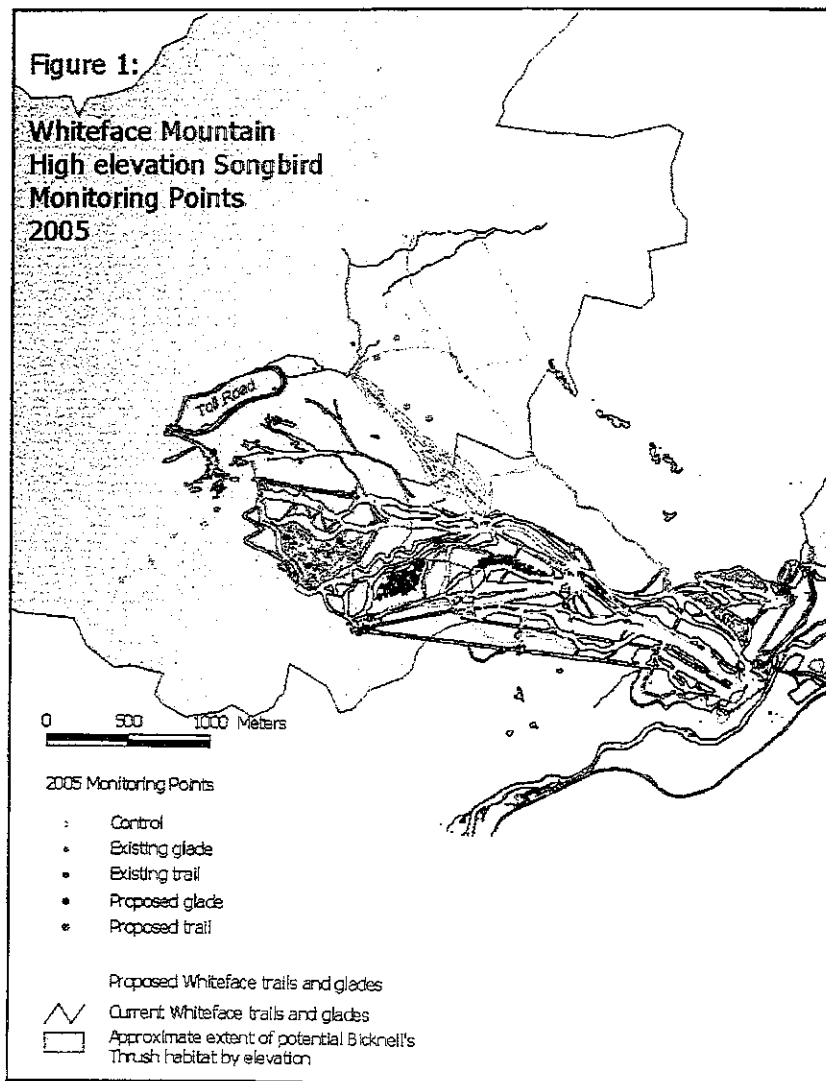 Figure 1:
Whiteface Mountain
High elevation Songbird
Monitoring Points
2005
Toll Road
0 500 1000 Meters
2005 Monitoring Points
Control
Existing glade
Existing trail
Proposed glade
Proposed trail
Proposed Whiteface trails and glades
Current Whiteface trails and glades
Approximate extent of potential Bicknell's
Thrush habitat by elevation